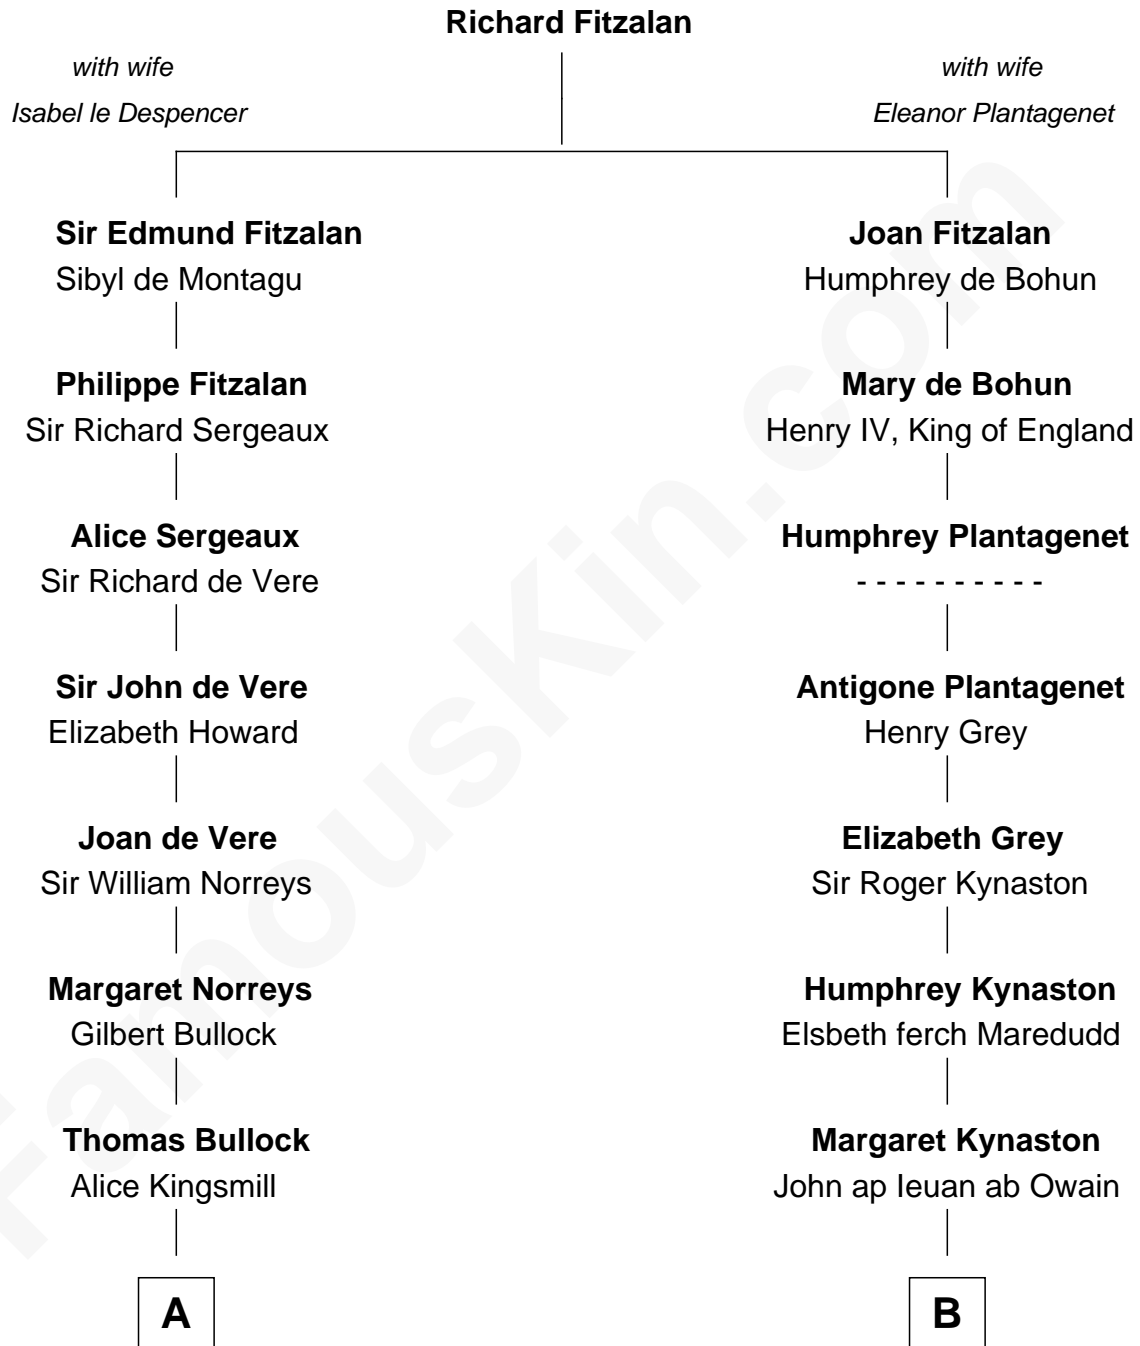 Richard Fitzalan
with wife
Isabel le Despencer
with wife
Eleanor Plantagenet
Sir Edmund Fitzalan
Sibyl de Montagu
Joan Fitzalan
Humphrey de Bohun
Philippe Fitzalan
Sir Richard Sergeaux
Mary de Bohun
Henry IV, King of England
Alice Sergeaux
Sir Richard de Vere
Humphrey Plantagenet
- - - - - - - - - -
Sir John de Vere
Elizabeth Howard
Antigone Plantagenet
Henry Grey
Joan de Vere
Sir William Norreys
Elizabeth Grey
Sir Roger Kynaston
Margaret Norreys
Gilbert Bullock
Humphrey Kynaston
Elsbeth ferch Maredudd
Thomas Bullock
Alice Kingsmill
Margaret Kynaston
John ap Ieuan ab Owain
A
B
FamousKin.com